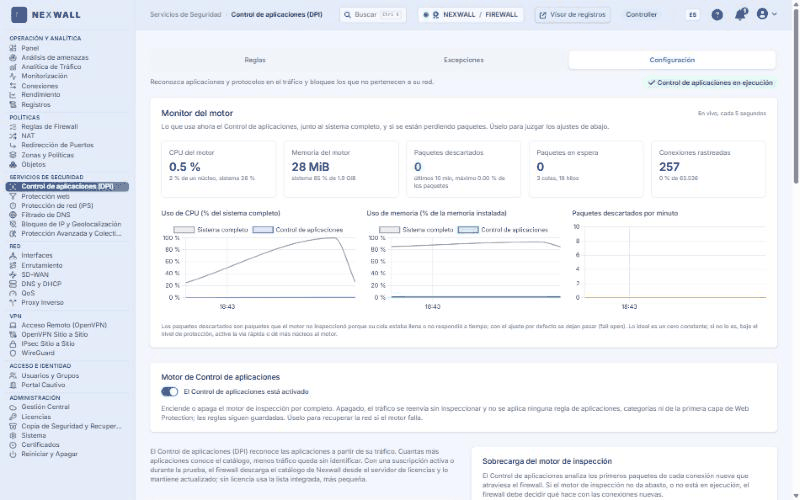 NEXWALL
Servicios de Seguridad › Control de aplicaciones (DPI)
Buscar Ctrl K
NEXWALL / FIREWALL
Visor de registros
Controller
ES
OPERACIÓN Y ANALÍTICA
Panel
Análisis de amenazas
Analítica de Tráfico
Monitorización
Conexiones
Rendimiento
Registros
POLÍTICAS
Reglas de Firewall
NAT
Redirección de Puertos
Zonas y Políticas
Objetos
SERVICIOS DE SEGURIDAD
Control de aplicaciones (DPI)
Protección web
Protección de red (IPS)
Filtrado de DNS
Bloqueo de IP y Geolocalización
Protección Avanzada y Colecti...
RED
Interfaces
Enrutamiento
SD-WAN
DNS y DHCP
QoS
Proxy Inverso
VPN
Acceso Remoto (OpenVPN)
OpenVPN Sitio a Sitio
IPsec Sitio a Sitio
WireGuard
ACCESO E IDENTIDAD
Usuarios y Grupos
Portal Cautivo
ADMINISTRACIÓN
Gestión Central
Licencias
Copia de Seguridad y Recuper...
Sistema
Certificados
Reiniciar y Apagar
Reglas
Excepciones
Configuración
Reconozca aplicaciones y protocolos en el tráfico y bloquee los que no pertenecen a su red.
Control de aplicaciones en ejecución
Monitor del motor
En vivo, cada 5 segundos
Lo que usa ahora el Control de aplicaciones, junto al sistema completo, y si se están perdiendo paquetes. Úselo para juzgar los ajustes de abajo.
CPU del motor
0.5 %
2 % de un núcleo, sistema 26 %
Memoria del motor
28 MiB
sistema 85 % de 1.9 GiB
Paquetes descartados
0
últimos 10 min, máximo 0.00 % de
los paquetes
Paquetes en espera
0
3 colas, 19 hilos
Conexiones rastreadas
257
0 % de 65.536
Uso de CPU (% del sistema completo)
Sistema completo Control de aplicaciones
100 %
80 %
60 %
40 %
20 %
0 %
18:43
Uso de memoria (% de la memoria instalada)
Sistema completo Control de aplicaciones
100 %
80 %
60 %
40 %
20 %
0 %
18:43
Paquetes descartados por minuto
10
8
6
4
2
0
18:43
Los paquetes descartados son paquetes que el motor no inspeccionó porque su cola estaba llena o no respondió a tiempo; con el ajuste por defecto se dejan pasar (fail open). Lo ideal es un cero constante; si no lo es, baje el
nivel de protección, active la vía rápida o dé más núcleos al motor.
Motor de Control de aplicaciones
El Control de aplicaciones está activado
Enciende o apaga el motor de inspección por completo. Apagado, el tráfico se reenvía sin inspeccionar y no se aplica ninguna regla de aplicaciones, categorías ni de la primera capa de Web
Protection; las reglas siguen guardadas. Úselo para recuperar la red si el motor falla.
El Control de aplicaciones (DPI) reconoce las aplicaciones a partir de su tráfico. Cuantas más
aplicaciones conoce el catálogo, menos tráfico queda sin identificar. Con una suscripción activa o
durante la prueba, el firewall descarga el catálogo de Nexwall desde el servidor de licencias y lo
mantiene actualizado; sin licencia usa la lista integrada, más pequeña.
Sobrecarga del motor de inspección
El Control de aplicaciones analiza los primeros paquetes de cada conexión nueva que
atraviesa el firewall. Si el motor de inspección no da abasto, o no está en ejecución, el
firewall debe decidir qué hace con las conexiones nuevas.